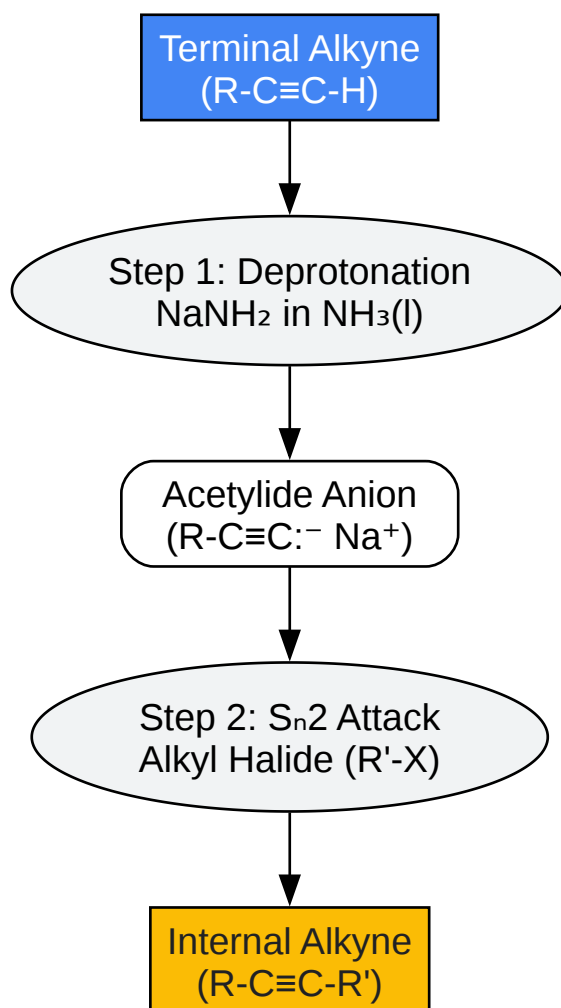 Terminal Alkyne
(R-C≡C-H)
Step 1: Deprotonation
NaNH₂ in NH₃(l)
Acetylide Anion
(R-C≡C:⁻ Na⁺)
Step 2: Sₙ2 Attack
Alkyl Halide (R'-X)
Internal Alkyne
(R-C≡C-R')